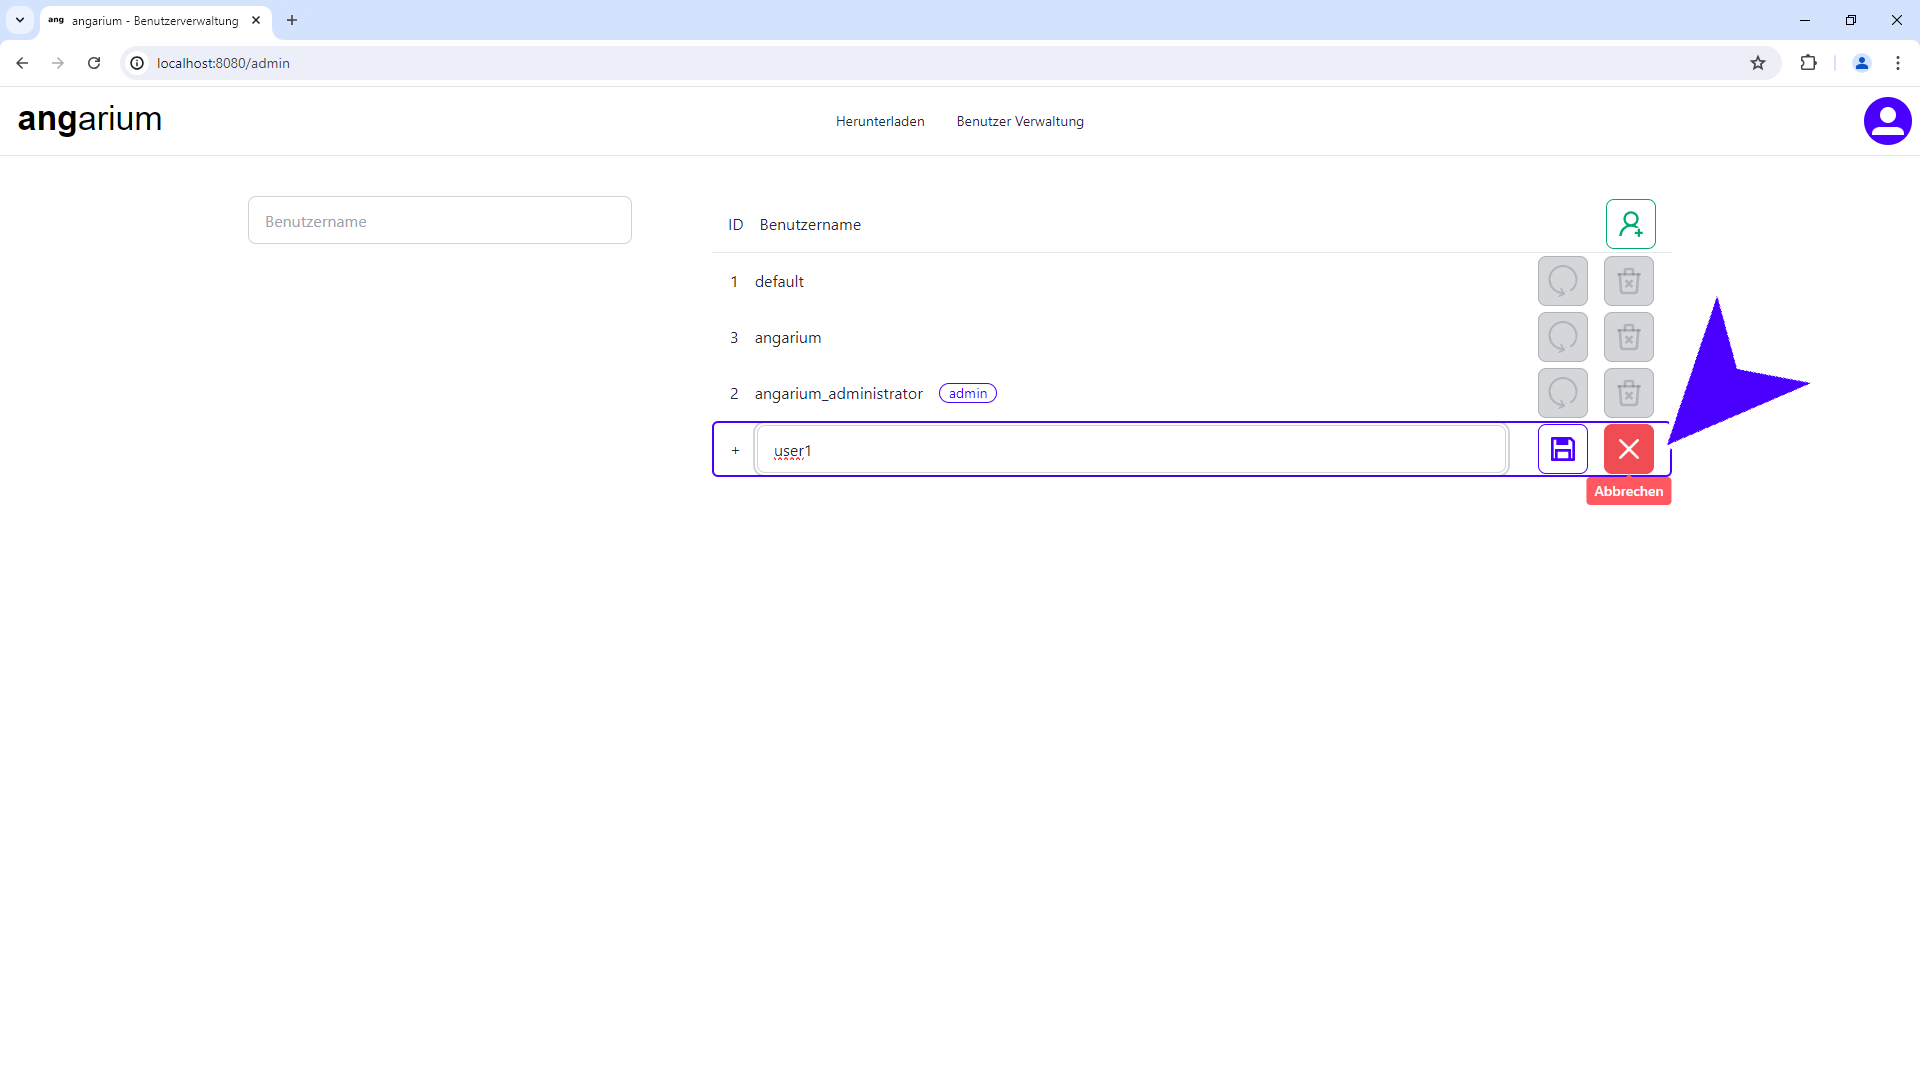 ang angarium - Benutzerverwaltung
localhost:8080/admin
angarium
Herunterladen Benutzer Verwaltung
Benutzername
ID Benutzername
1 default
3 angarium
2 angarium_administrator admin
+ user1
Abbrechen